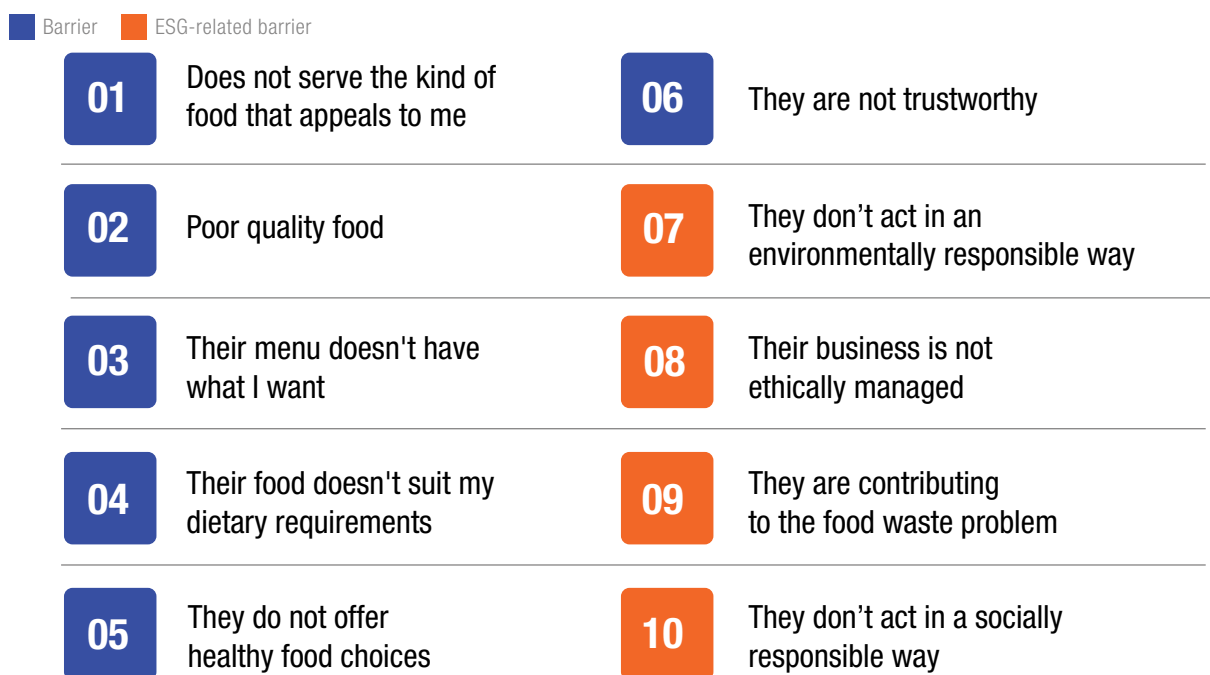 Barrier
ESG-related barrier
01
Does not serve the kind of
food that appeals to me
02
Poor quality food
03
Their menu doesn't have
what I want
04
Their food doesn't suit my
dietary requirements
05
They do not offer
healthy food choices
06
They are not trustworthy
07
They don’t act in an
environmentally responsible way
08
Their business is not
ethically managed
09
They are contributing
to the food waste problem
10
They don’t act in a socially
responsible way